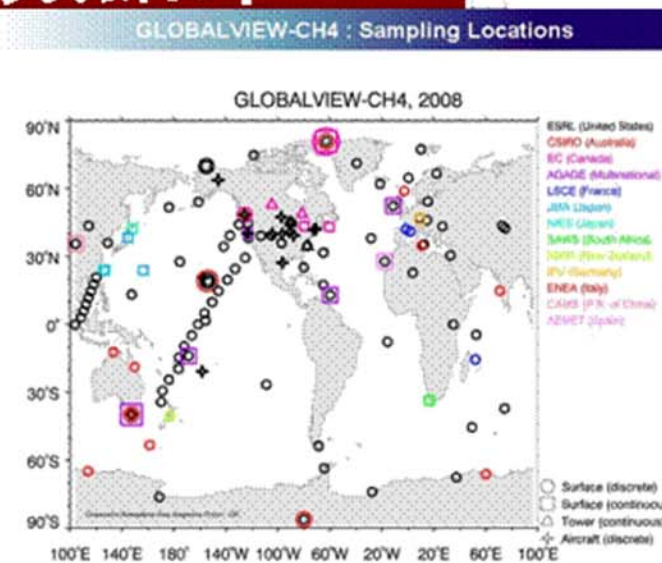 GLOBALVIEW-CH4 : Sampling Locations
GLOBALVIEW-CH4, 2008
90°N
60°N
30°N
0°
30°S
60°S
90°S
100°E 140°E 180° 140°W 100°W 60°W 20°W 20°E 60°E 100°E
ESRL (United States)
CSIRO (Australia)
EC (Canada)
AGAGE (Multinational)
LSCE (France)
JMA (Japan)
NIES (Japan)
SAWS (South Africa)
(New Zealand)
(Germany)
ENEA (Italy)
CAMS (P.R. of China)
AEMET (Spain)
Surface (discrete)
Surface (continuou
Tower (continuous)
Aircraft (discrete)